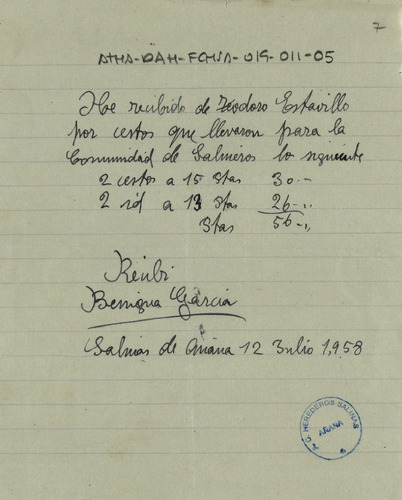 7
ATHA-DAH-FCHSA-019-011-05
He recibido de Teodoro Estavillo
por cestos que llevaron para la
Comunidad de Salineros lo siguiente
2 cestos a 15 Ptas 30--
2 id a 13 Ptas 26-"
Ptas 56-"
Recibi
Benigna García
Salinas de Añana 12 Julio 1,958
HEREDEROS SALINAS
AÑANA